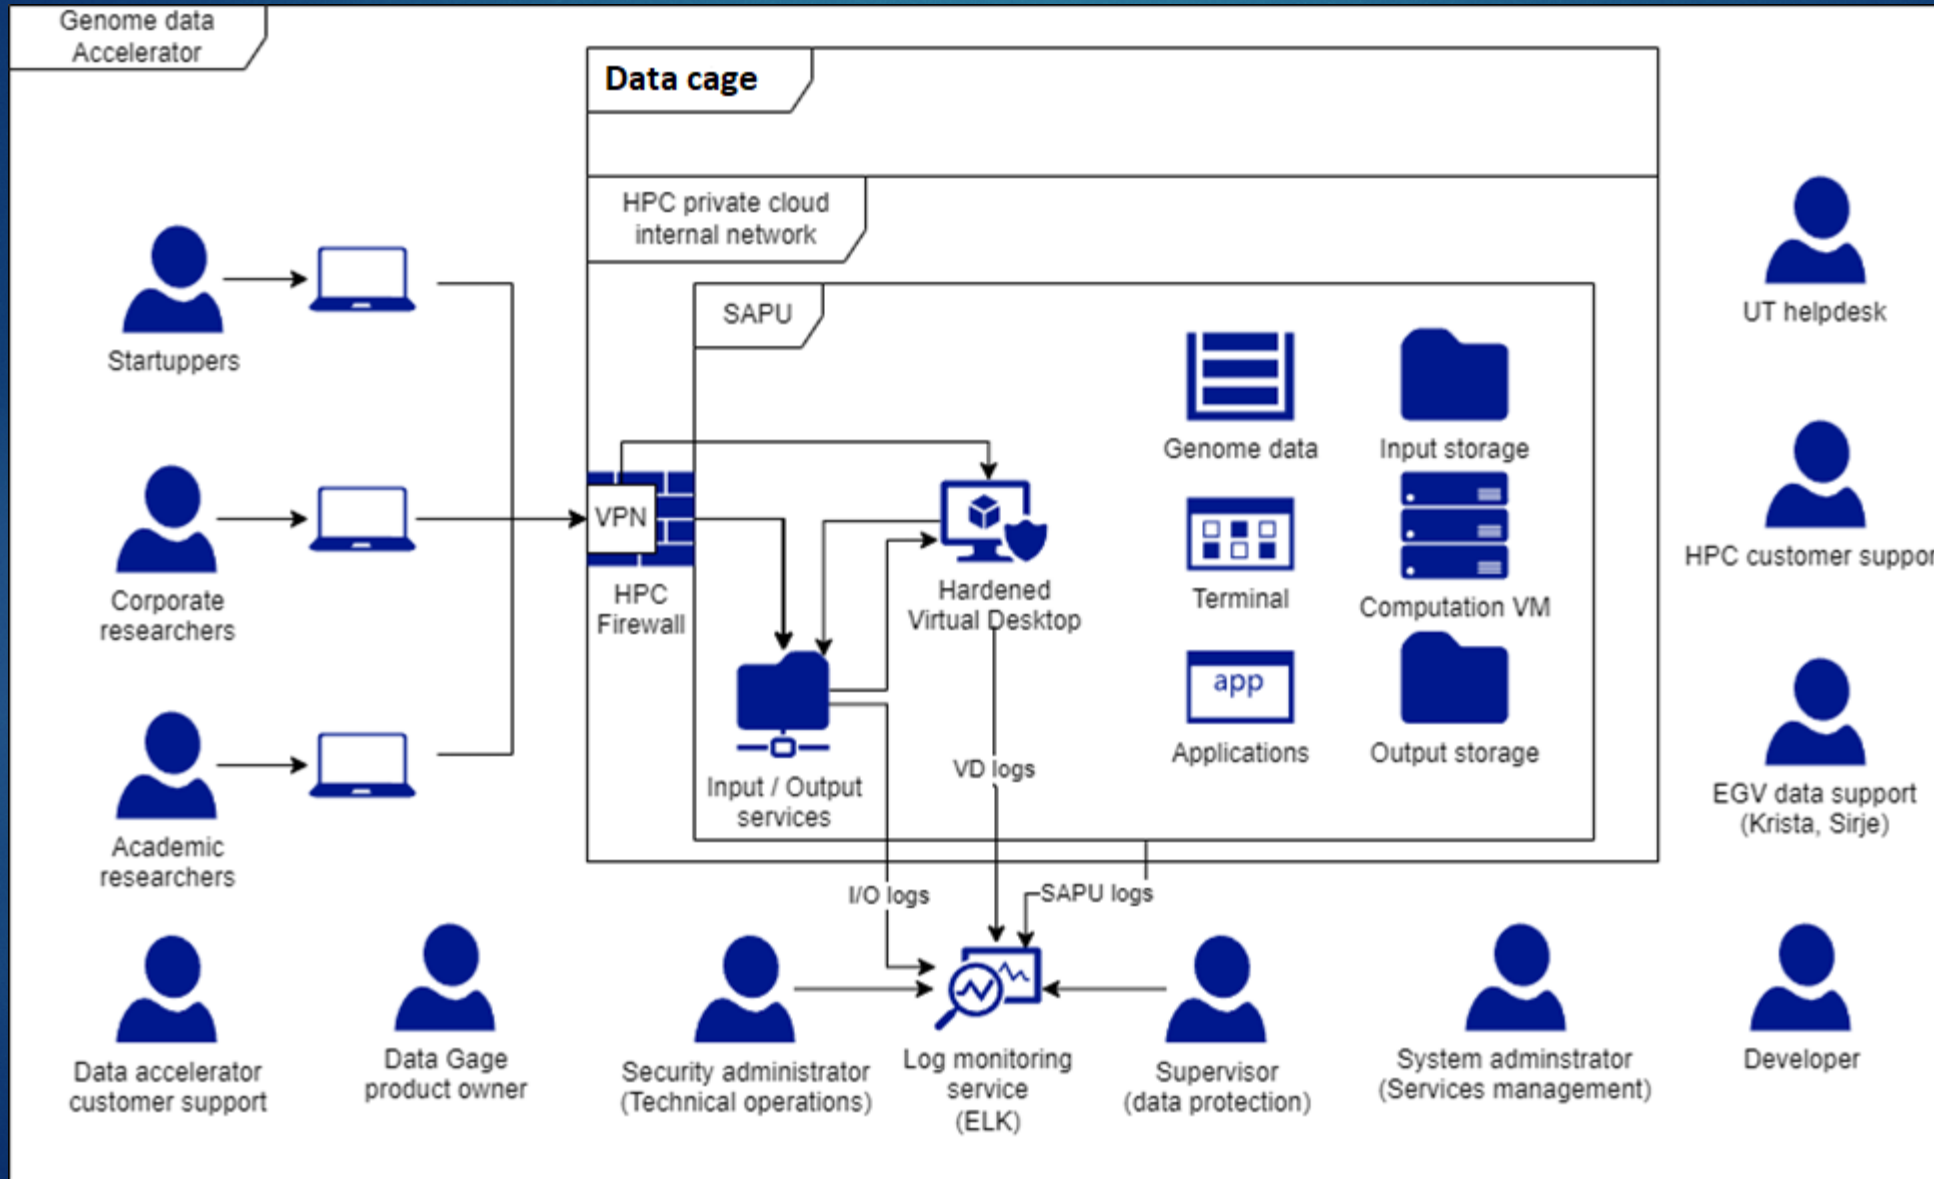 Genome data
Accelerator
Data cage
HPC private cloud
internal network
SAPU
Startuppers
Corporate
researchers
Academic
researchers
VPN
HPC
Firewall
Hardened
Virtual Desktop
Input / Output
services
Genome data
Input storage
Terminal
Computation VM
app
Applications
Output storage
VD logs
I/O logs
SAPU logs
UT helpdesk
HPC customer suppor
EGV data support
(Krista, Sirje)
Data accelerator
customer support
Data Gage
product owner
Security administrator
(Technical operations)
Log monitoring
service
(ELK)
Supervisor
(data protection)
System adminstrator
(Services management)
Developer